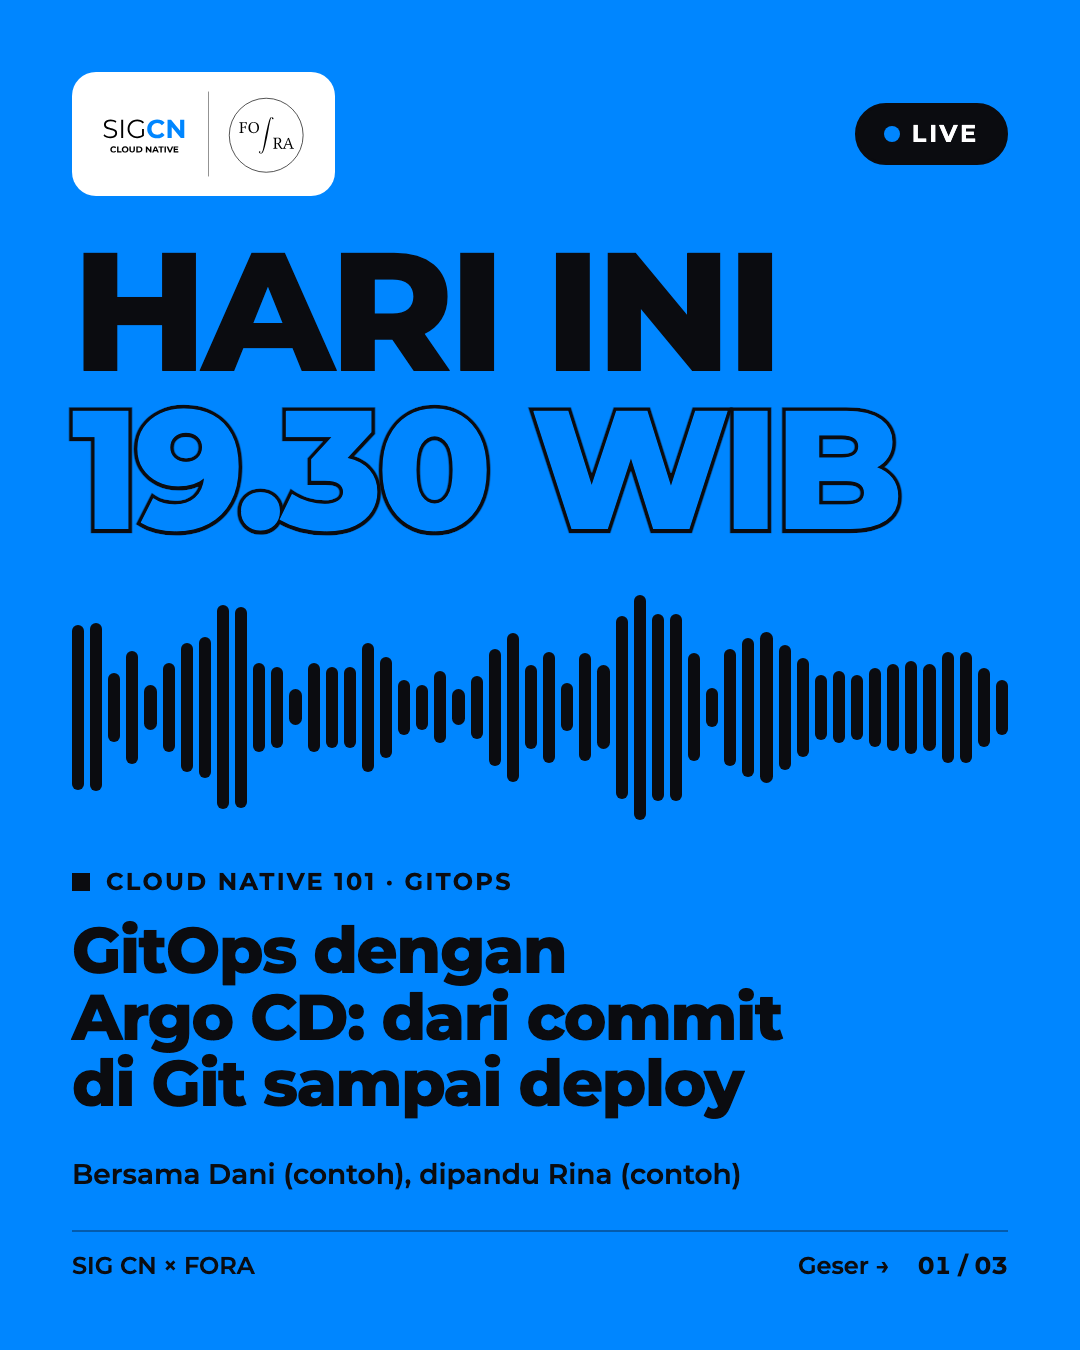 SIGCN
CLOUD NATIVE
FO
RA
LIVE
HARI INI
19.30 WIB
CLOUD NATIVE 101 · GITOPS
GitOps dengan
Argo CD: dari commit
di Git sampai deploy
Bersama Dani (contoh), dipandu Rina (contoh)
SIG CN × FORA
Geser → 01 / 03